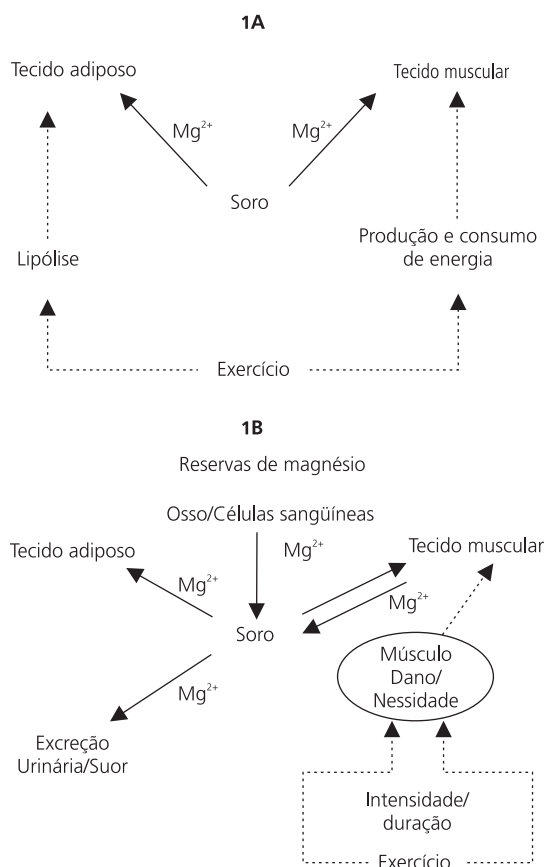 1A
Tecido adiposo
Tecido muscular
Mg²⁺
Mg²⁺
Soro
Lipólise
Produção e consumo
de energia
Exercício
1B
Reservas de magnésio
Osso/Células sangüíneas
Tecido adiposo
Mg²⁺
Tecido muscular
Mg²⁺
Mg²⁺
Soro
Mg²⁺
Músculo
Dano/
Nessidade
Excreção
Urinária/Suor
Intensidade/
duração
Exercício